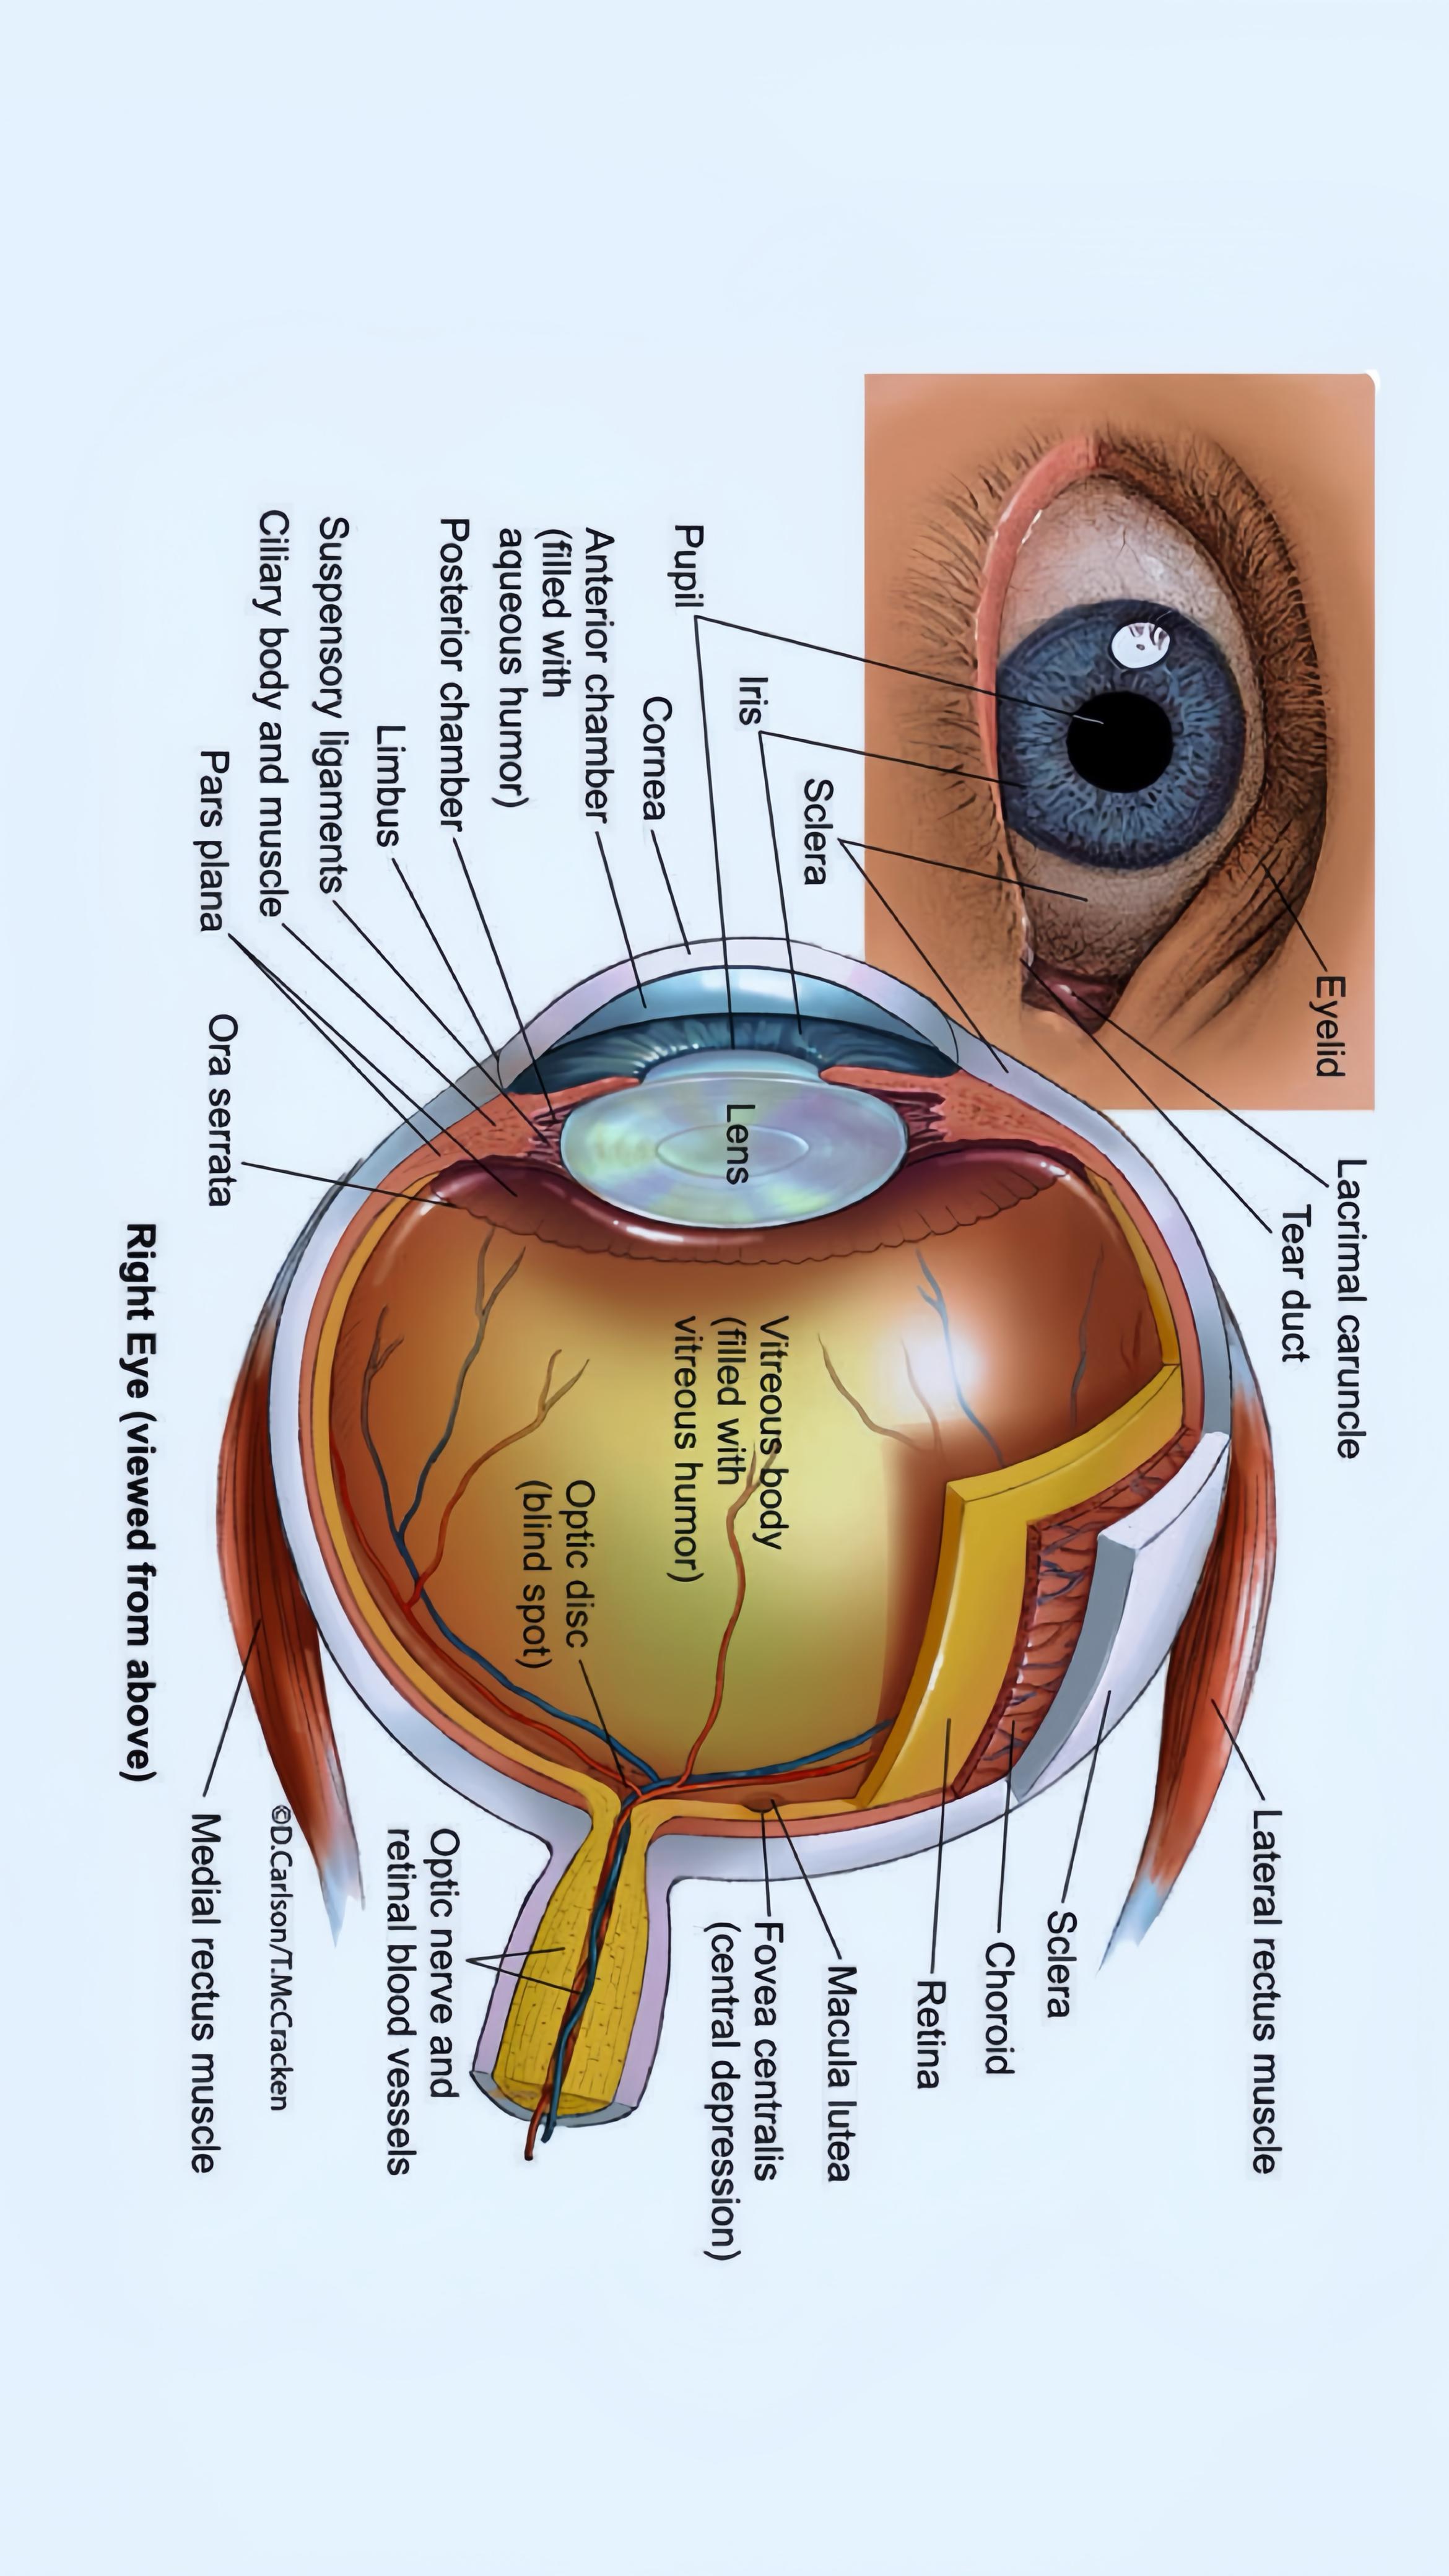 Eyelid
Lacrimal caruncle
Tear duct
Sclera
Iris
Pupil
Cornea
Anterior chamber
(filled with
aqueous humor)
Posterior chamber
Limbus
Suspensory ligaments
Ciliary body and muscle
Pars plana
Ora serrata
Lens
Vitreous body
(filled with
vitreous humor)
Optic disc
(blind spot)
Lateral rectus muscle
Sclera
Choroid
Retina
Macula lutea
Fovea centralis
(central depression)
Optic nerve and
retinal blood vessels
©D.Carlson/T.McCracken
Medial rectus muscle
Right Eye (viewed from above)